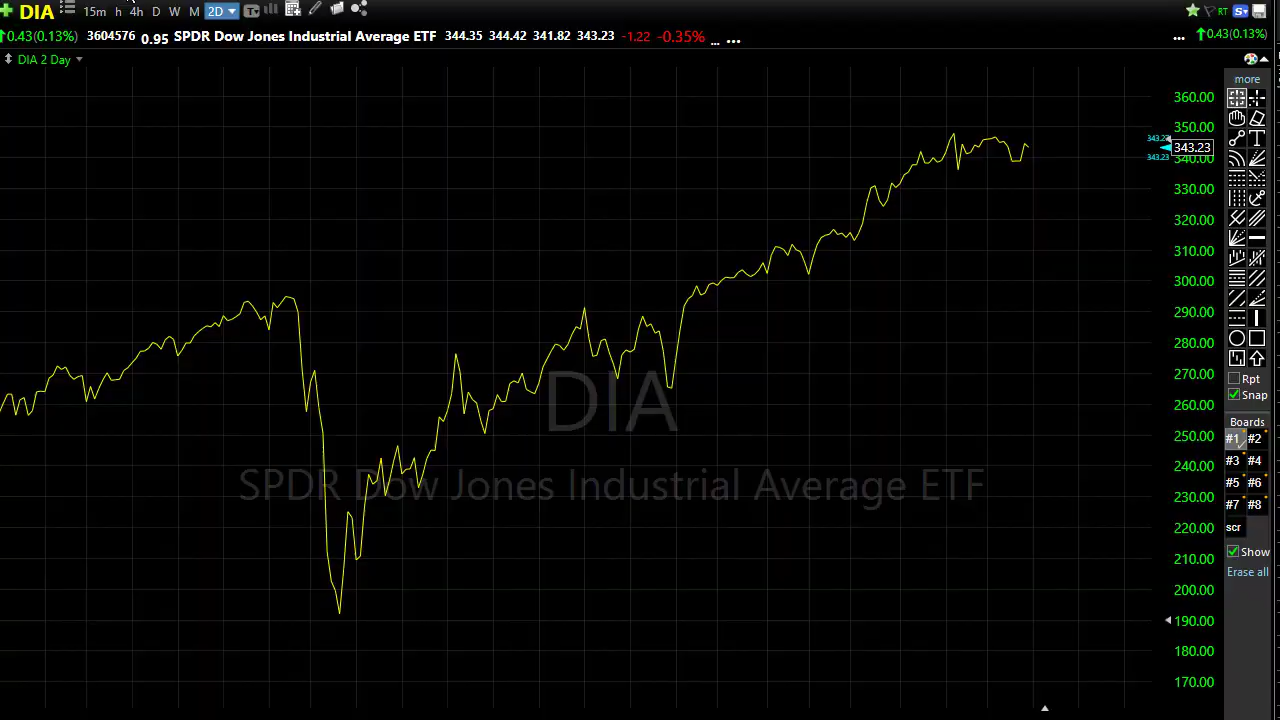 DIA 15m h 4h D W M 2D RT
0.43(0.13%) 3604576 0.95 SPDR Dow Jones Industrial Average ETF 344.35 344.42 341.82 343.23 -1.22 -0.35% ... ... ... 0.43(0.13%)
DIA 2 Day
more
360.00
350.00
343.23
343.23
343.23
340.00
330.00
320.00
310.00
300.00
290.00
280.00
270.00
260.00
250.00
240.00
230.00
220.00
210.00
200.00
190.00
180.00
170.00
DIA
SPDR Dow Jones Industrial Average ETF
Rpt
Snap
Boards
#1 #2
#3 #4
#5 #6
#7 #8
scr
Show
Erase all